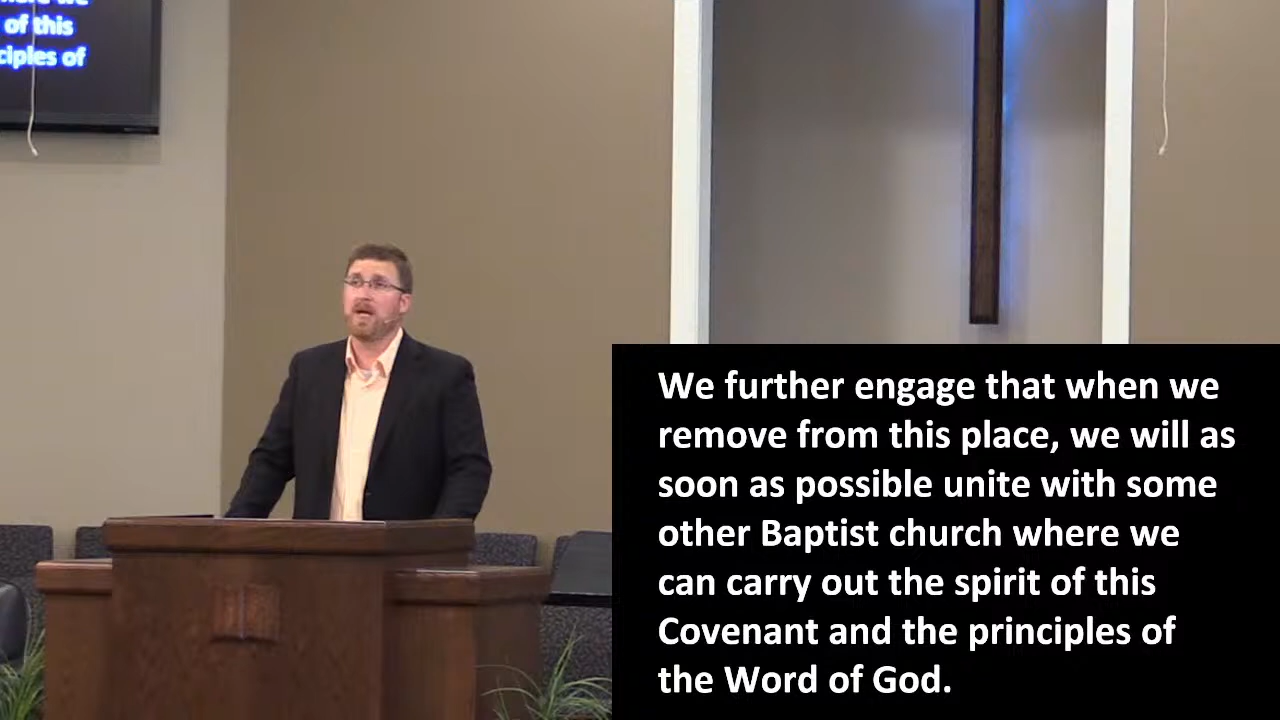 of this
ciples of
We further engage that when we
remove from this place, we will as
soon as possible unite with some
other Baptist church where we
can carry out the spirit of this
Covenant and the principles of
the Word of God.